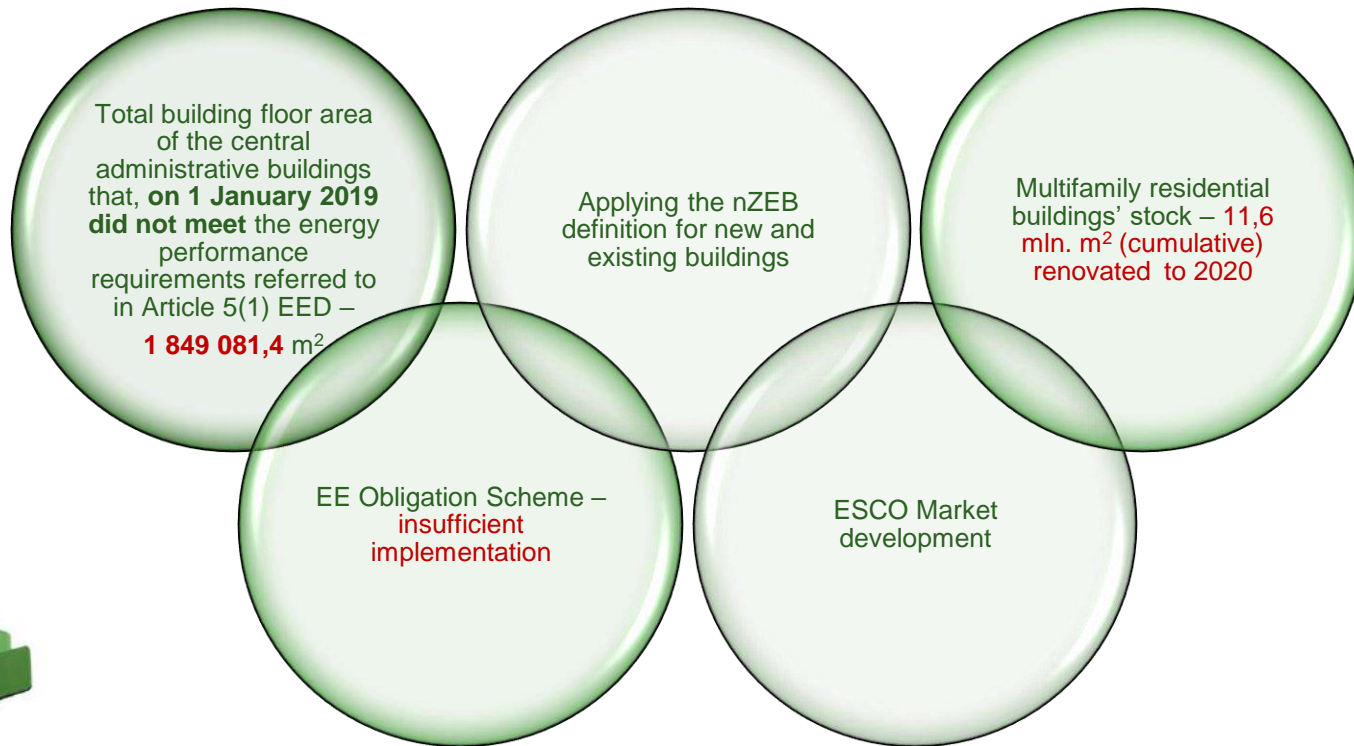 Total building floor area
of the central
administrative buildings
that, on 1 January 2019
did not meet the energy
performance
requirements referred to
in Article 5(1) EED –
1 849 081,4 m²
Applying the nZEB
definition for new and
existing buildings
Multifamily residential
buildings’ stock – 11,6
mln. m² (cumulative)
renovated to 2020
EE Obligation Scheme –
insufficient
implementation
ESCO Market
development